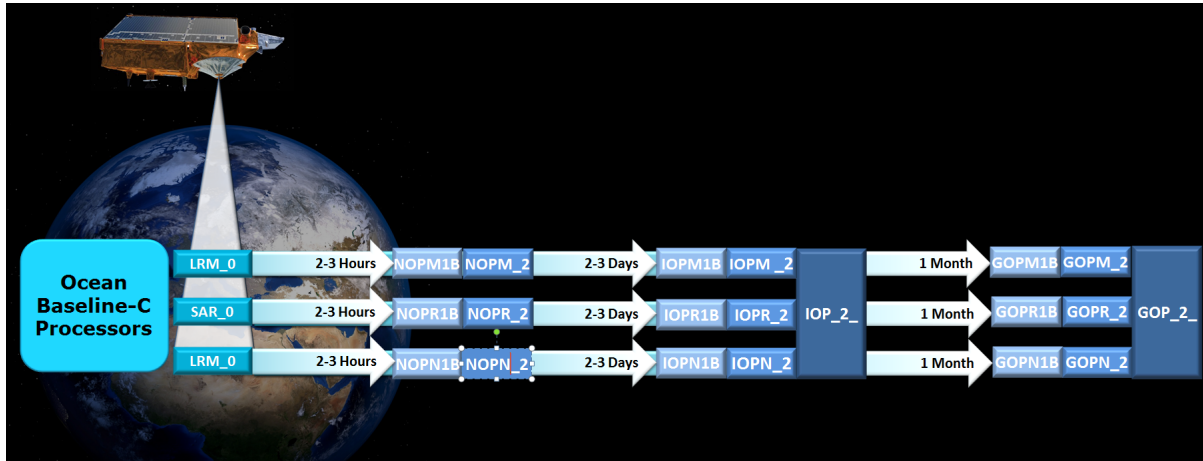 Ocean
Baseline-C
Processors
LRM_0 2-3 Hours NOPM1B NOPM_2 2-3 Days IOPM1B IOPM_2 1 Month GOPM1B GOPM_2
SAR_0 2-3 Hours NOPR1B NOPR_2 2-3 Days IOPR1B IOPR_2 IOP_2_ 1 Month GOPR1B GOPR_2 GOP_2_
LRM_0 2-3 Hours NOPN1B NOPN_2 2-3 Days IOPN1B IOPN_2 1 Month GOPN1B GOPN_2